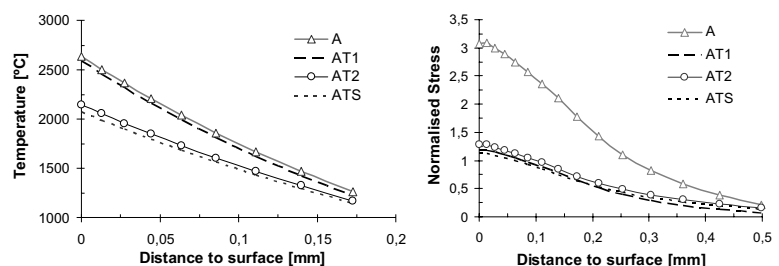 3000
2500
2000
1500
1000
Temperature [°C]
A
AT1
AT2
ATS
0
0,05
0,1
0,15
0,2
Distance to surface [mm]
3,5
3
2,5
2
1,5
1
0,5
0
Normalised Stress
A
AT1
AT2
ATS
0
0,1
0,2
0,3
0,4
0,5
Distance to surface [mm]